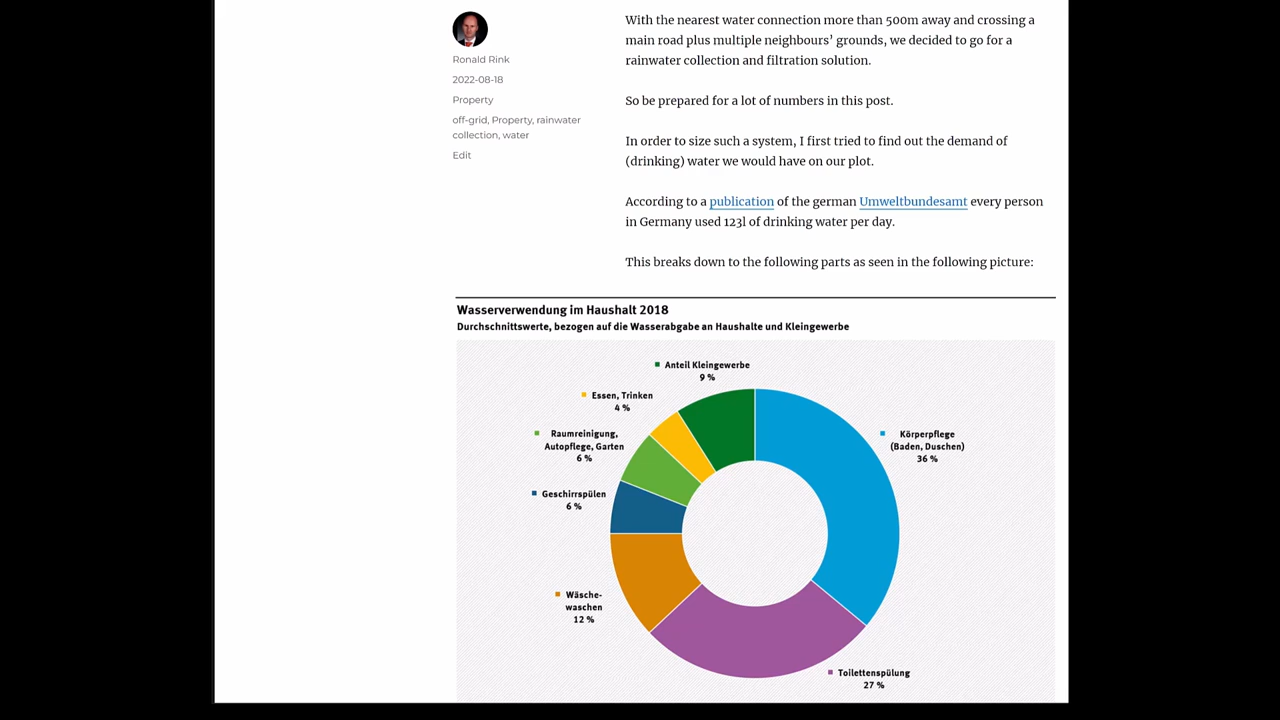 Ronald Rink
2022-08-18
Property
off-grid, Property, rainwater
collection, water
Edit
With the nearest water connection more than 500m away and crossing a
main road plus multiple neighbours’ grounds, we decided to go for a
rainwater collection and filtration solution.
So be prepared for a lot of numbers in this post.
In order to size such a system, I first tried to find out the demand of
(drinking) water we would have on our plot.
According to a publication of the german Umweltbundesamt every person
in Germany used 123l of drinking water per day.
This breaks down to the following parts as seen in the following picture:
Wasserverwendung im Haushalt 2018
Durchschnittswerte, bezogen auf die Wasserabgabe an Haushalte und Kleingewerbe
Anteil Kleingewerbe
9 %
Essen, Trinken
4 %
Raumreinigung,
Autopflege, Garten
6 %
Geschirrspülen
6 %
Wäsche-
waschen
12 %
Körperpflege
(Baden, Duschen)
36 %
Toilettenspülung
27 %